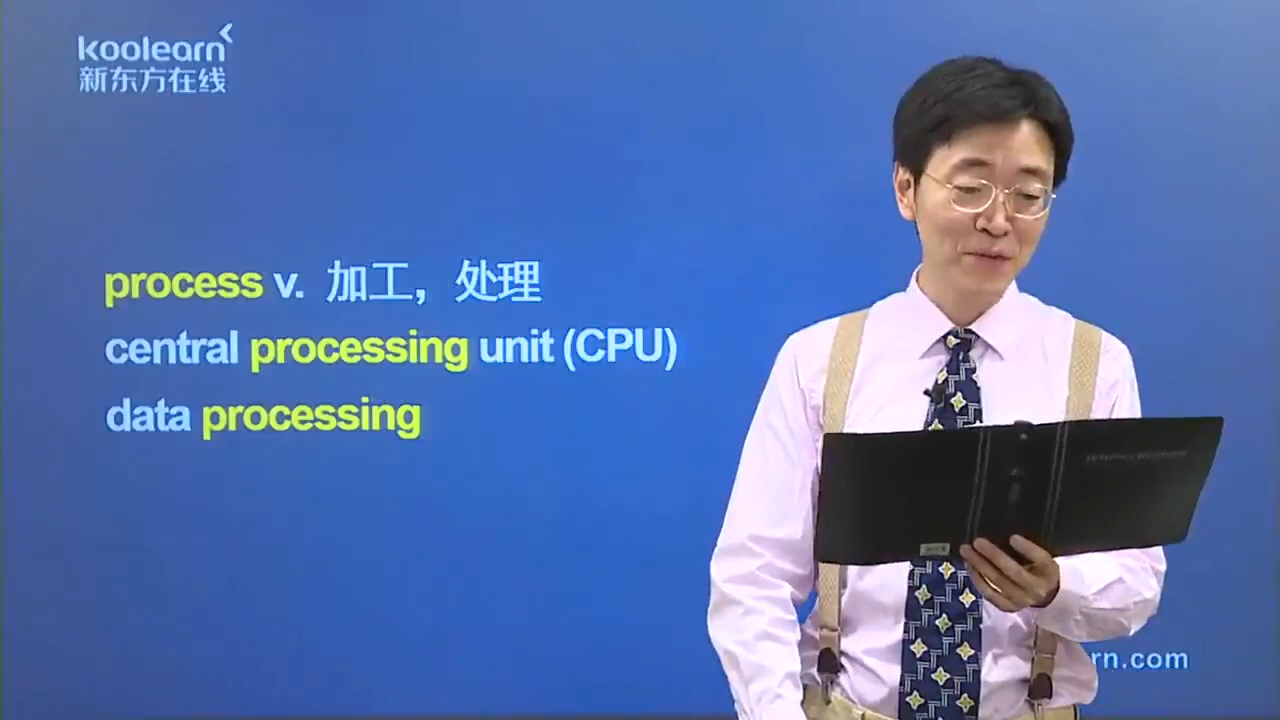 koolearn
新东方在线
process v. 加工，处理
central processing unit (CPU)
data processing
rn.com